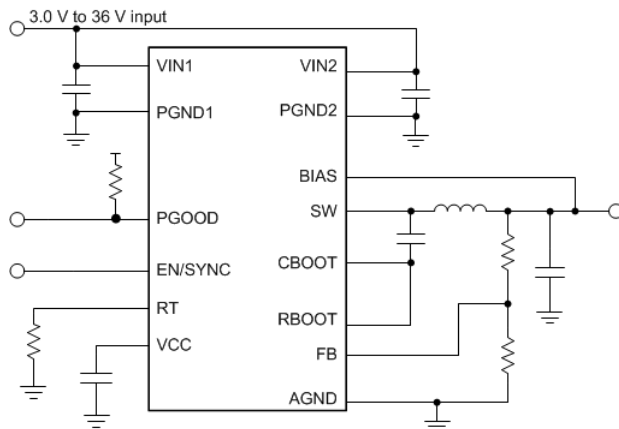 3.0 V to 36 V input
VIN1
VIN2
PGND1
PGND2
BIAS
SW
PGOOD
CBOOT
EN/SYNC
RT
RBOOT
VCC
FB
AGND